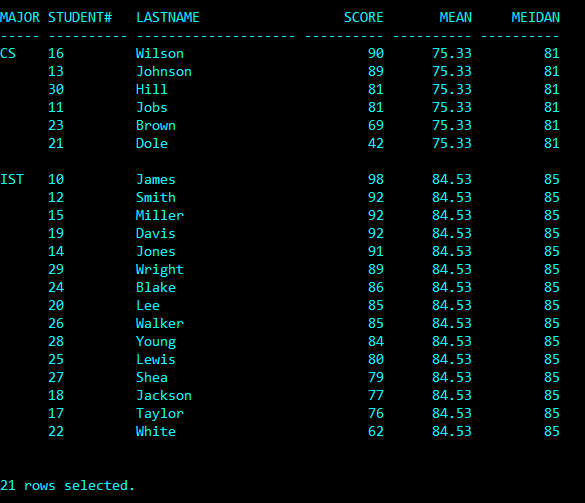 MAJOR STUDENT# LASTNAME SCORE MEAN MEIDAN
----- ---------- -------------------- ---------- ---------- ----------
CS 16 Wilson 90 75.33 81
13 Johnson 89 75.33 81
30 Hill 81 75.33 81
11 Jobs 81 75.33 81
23 Brown 69 75.33 81
21 Dole 42 75.33 81
IST 10 James 98 84.53 85
12 Smith 92 84.53 85
15 Miller 92 84.53 85
19 Davis 92 84.53 85
14 Jones 91 84.53 85
29 Wright 89 84.53 85
24 Blake 86 84.53 85
20 Lee 85 84.53 85
26 Walker 85 84.53 85
28 Young 84 84.53 85
25 Lewis 80 84.53 85
27 Shea 79 84.53 85
18 Jackson 77 84.53 85
17 Taylor 76 84.53 85
22 White 62 84.53 85
21 rows selected.